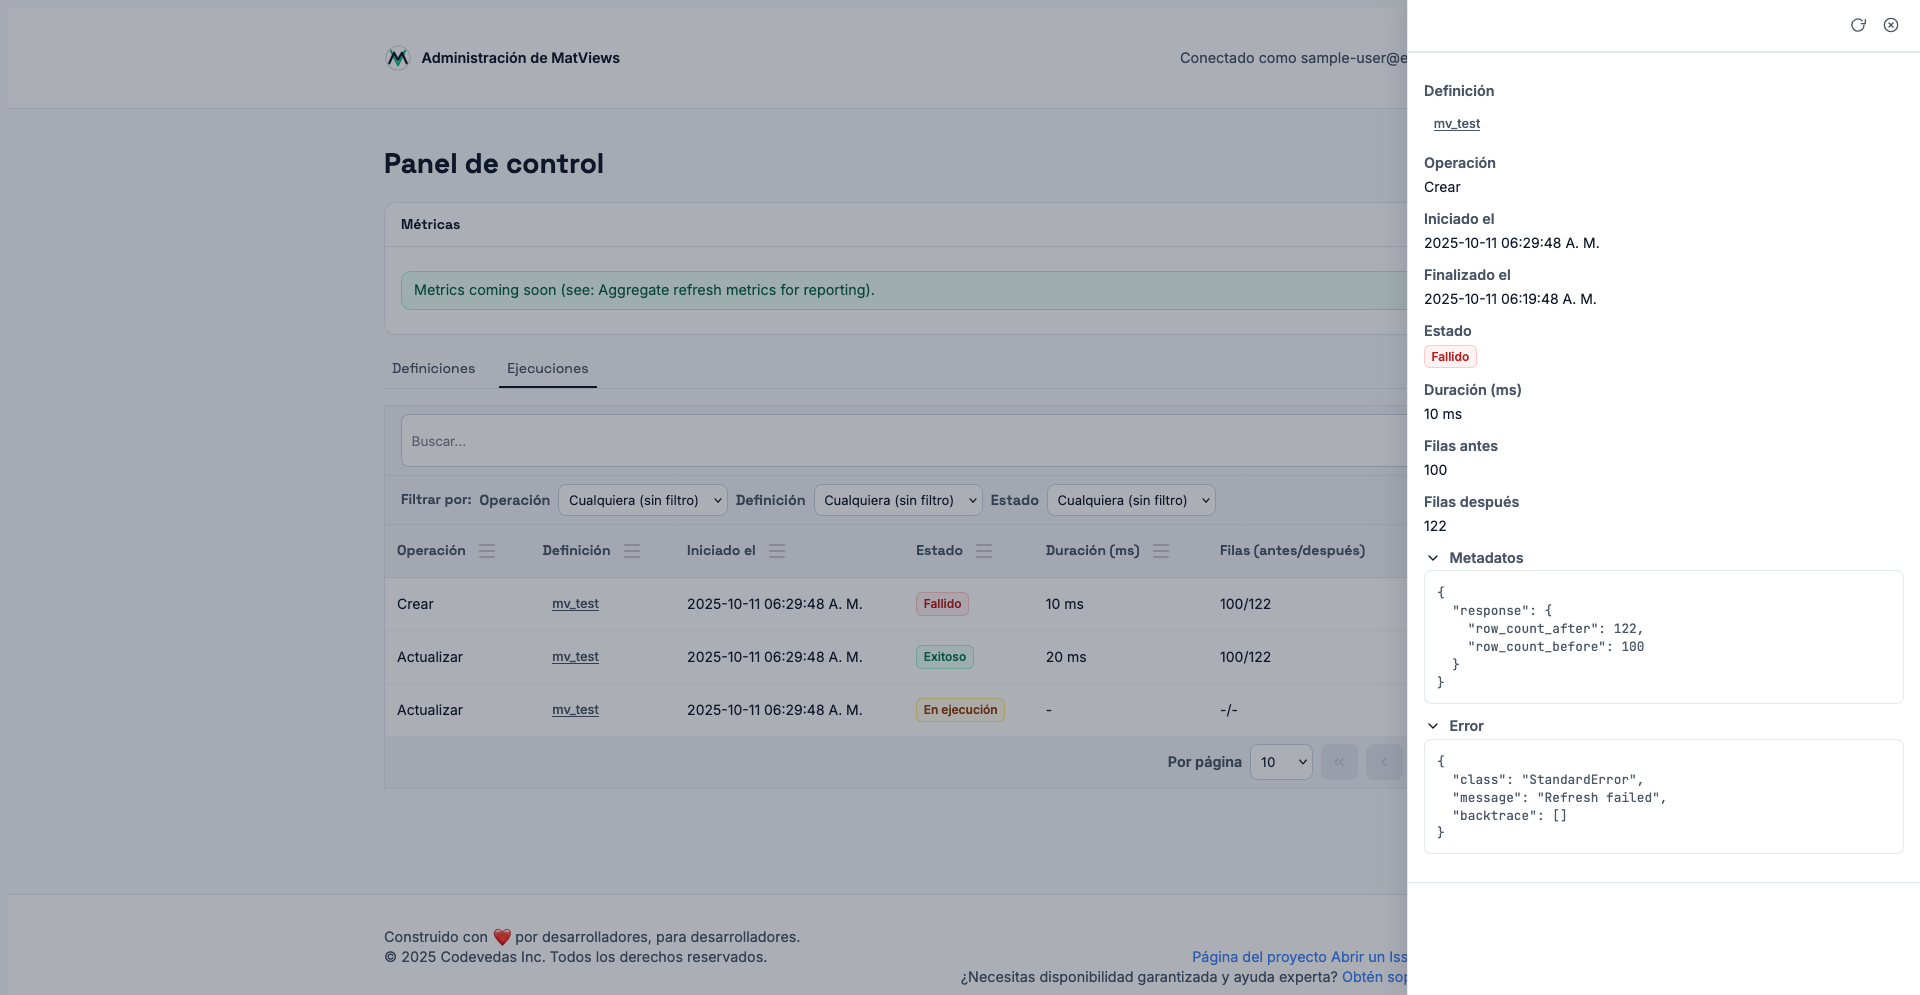 Administración de MatViews
Conectado como sample-user@e
Panel de control
Métricas
Metrics coming soon (see: Aggregate refresh metrics for reporting).
Definiciones Ejecuciones
Buscar...
Filtrar por: Operación Cualquiera (sin filtro) Definición Cualquiera (sin filtro) Estado Cualquiera (sin filtro)
Operación Definición Iniciado el Estado Duración (ms) Filas (antes/después)
Crear mv_test 2025-10-11 06:29:48 A. M. Fallido 10 ms 100/122
Actualizar mv_test 2025-10-11 06:29:48 A. M. Exitoso 20 ms 100/122
Actualizar mv_test 2025-10-11 06:29:48 A. M. En ejecución - -/-
Por página 10 « ‹
Construido con ❤️ por desarrolladores, para desarrolladores.
© 2025 Codevedas Inc. Todos los derechos reservados.
Página del proyecto Abrir un Iss
¿Necesitas disponibilidad garantizada y ayuda experta? Obtén sop
Definición
mv_test
Operación
Crear
Iniciado el
2025-10-11 06:29:48 A. M.
Finalizado el
2025-10-11 06:19:48 A. M.
Estado
Fallido
Duración (ms)
10 ms
Filas antes
100
Filas después
122
Metadatos
{
  "response": {
    "row_count_after": 122,
    "row_count_before": 100
  }
}
Error
{
  "class": "StandardError",
  "message": "Refresh failed",
  "backtrace": []
}